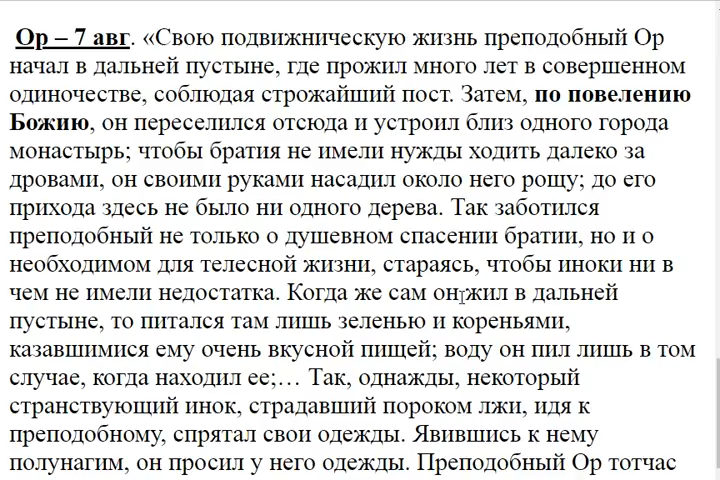 Ор – 7 авг. «Свою подвижническую жизнь преподобный Ор
начал в дальней пустыне, где прожил много лет в совершенном
одиночестве, соблюдая строжайший пост. Затем, по повелению
Божию, он переселился отсюда и устроил близ одного города
монастырь; чтобы братия не имели нужды ходить далеко за
дровами, он своими руками насадил около него рощу; до его
прихода здесь не было ни одного дерева. Так заботился
преподобный не только о душевном спасении братии, но и о
необходимом для телесной жизни, стараясь, чтобы иноки ни в
чем не имели недостатка. Когда же сам он жил в дальней
пустыне, то питался там лишь зеленью и кореньями,
казавшимися ему очень вкусной пищей; воду он пил лишь в том
случае, когда находил ее;… Так, однажды, некоторый
странствующий инок, страдавший пороком лжи, идя к
преподобному, спрятал свои одежды. Явившись к нему
полунагим, он просил у него одежды. Преподобный Ор тотчас